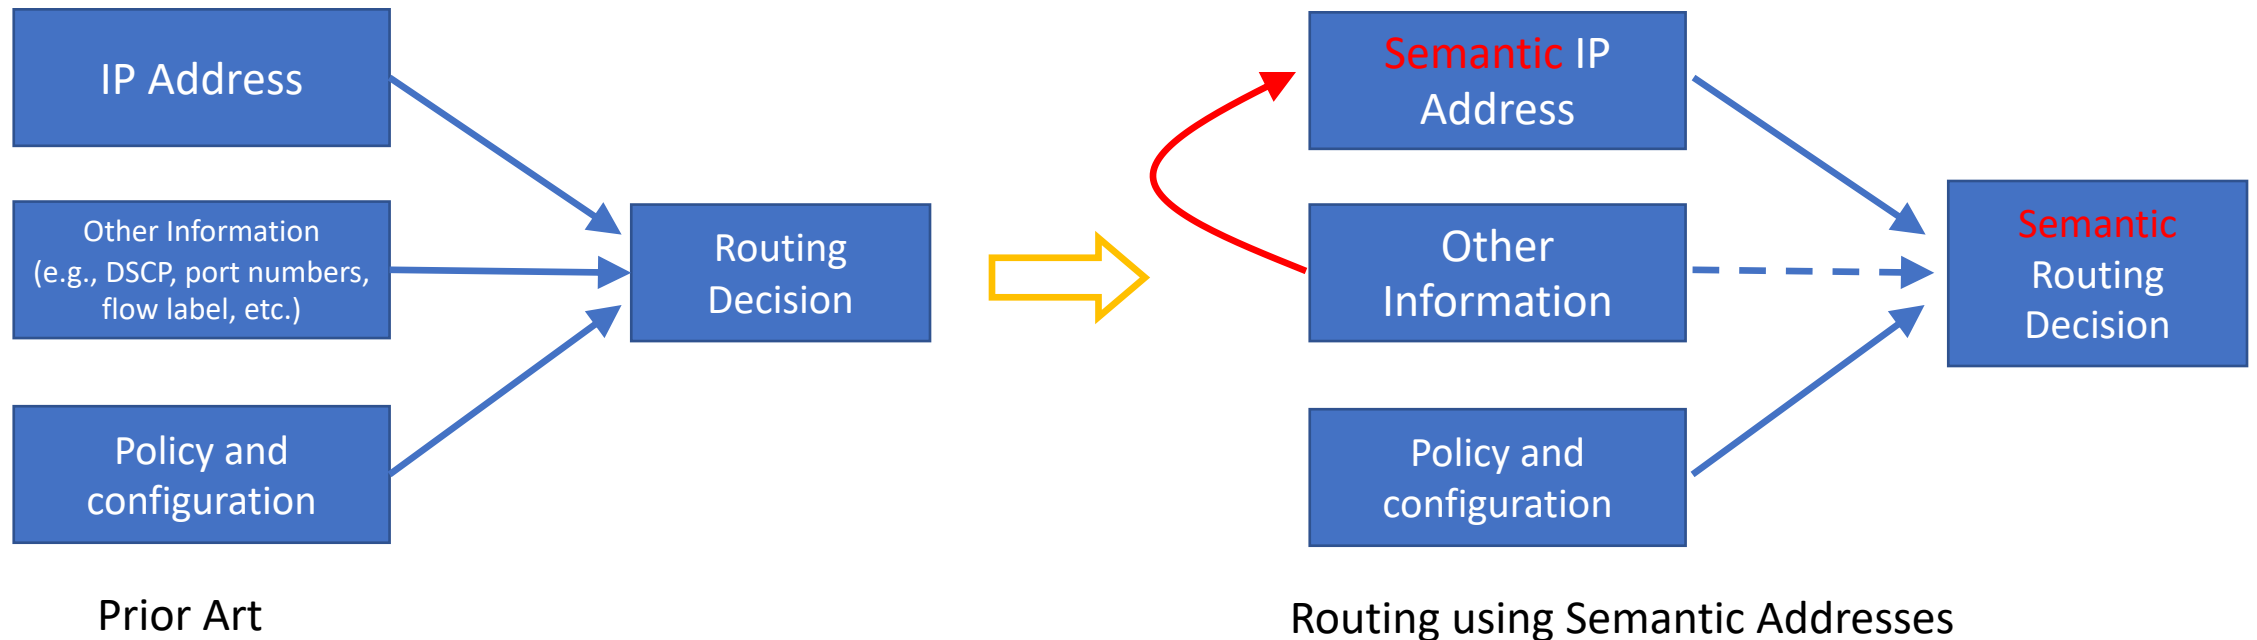 IP Address
Other Information
(e.g., DSCP, port numbers,
flow label, etc.)
Policy and
configuration
Routing
Decision
Prior Art
Semantic IP
Address
Other
Information
Policy and
configuration
Semantic
Routing
Decision
Routing using Semantic Addresses